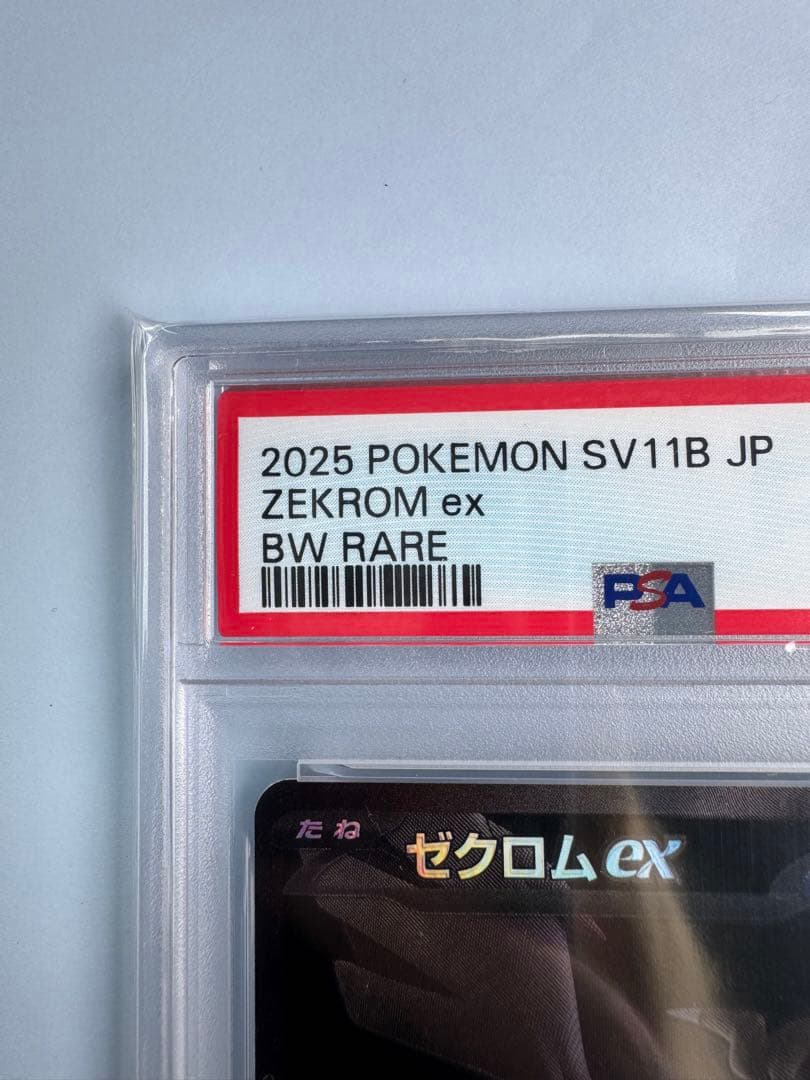 2025 POKEMON SV11B JP
ZEKROM ex
BW RARE
PSA
たね
ゼクロムex